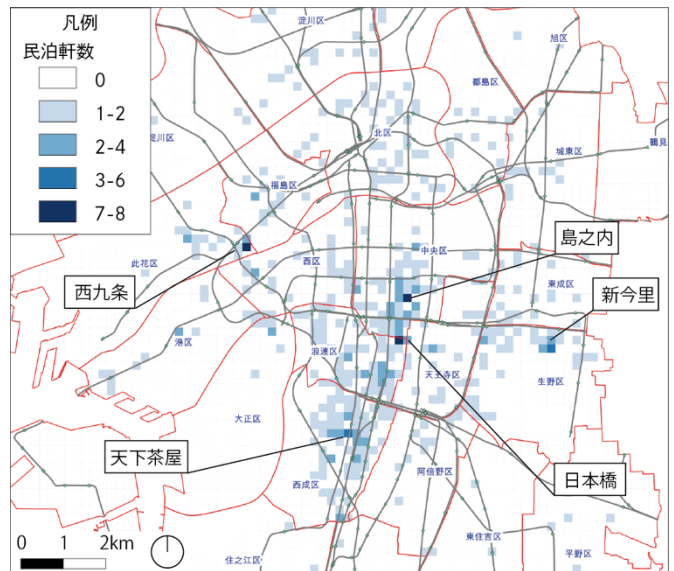 凡例
民泊軒数
0
1-2
2-4
3-6
7-8
淀川区
旭区
都島区
北区
城東区
鶴見
淀川区
福島区
島之内
中央区
西区
此花区
西九条
東成区
新今里
港区
浪速区
天王寺区
生野区
大正区
天下茶屋
日本橋
西成区
阿倍野区
東住吉区
住之江区
平野区
0 1 2km